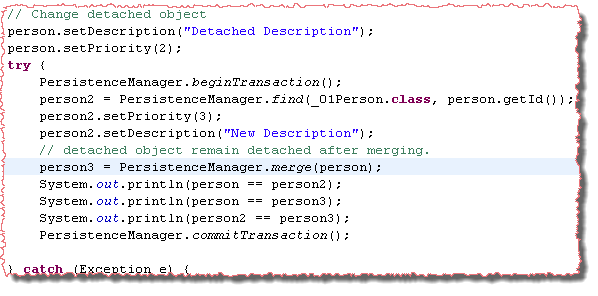 // Change detached object
person.setDescription("Detached Description");
person.setPriority(2);
try {
PersistenceManager.beginTransaction();
person2 = PersistenceManager.find(_01Person.class, person.getId());
person2.setPriority(3);
person2.setDescription("New Description");
// detached object remain detached after merging.
person3 = PersistenceManager.merge(person);
System.out.println(person == person2);
System.out.println(person == person3);
System.out.println(person2 == person3);
PersistenceManager.commitTransaction();
} catch (Exception e) {